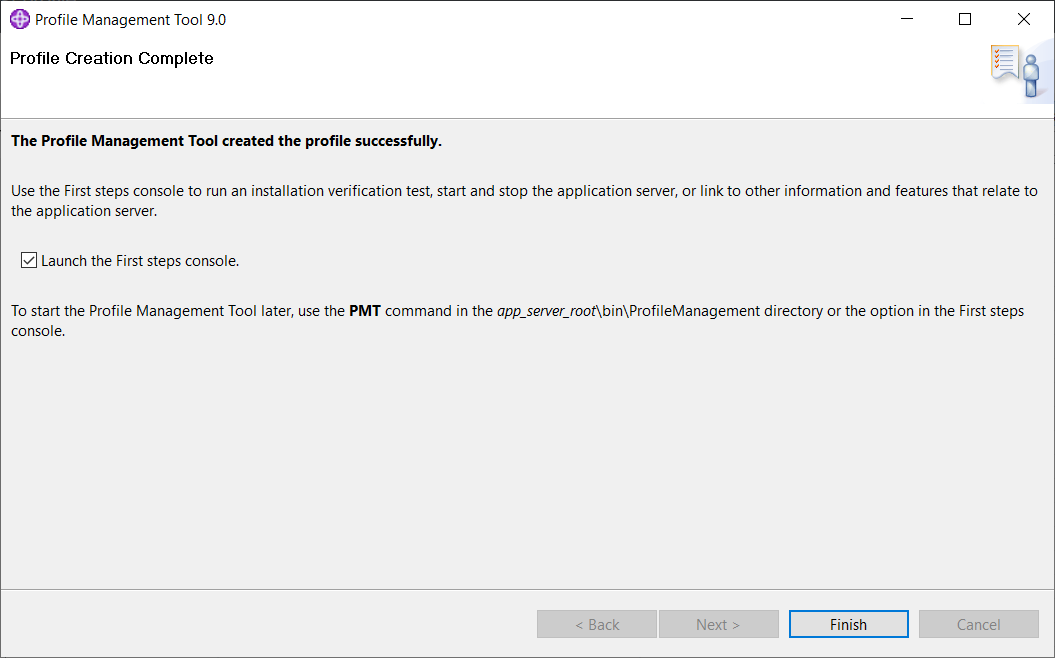 Profile Management Tool 9.0
Profile Creation Complete
The Profile Management Tool created the profile successfully.
Use the First steps console to run an installation verification test, start and stop the application server, or link to other information and features that relate to
the application server.
Launch the First steps console.
To start the Profile Management Tool later, use the PMT command in the app_server_root\bin\ProfileManagement directory or the option in the First steps
console.
< Back
Next >
Finish
Cancel